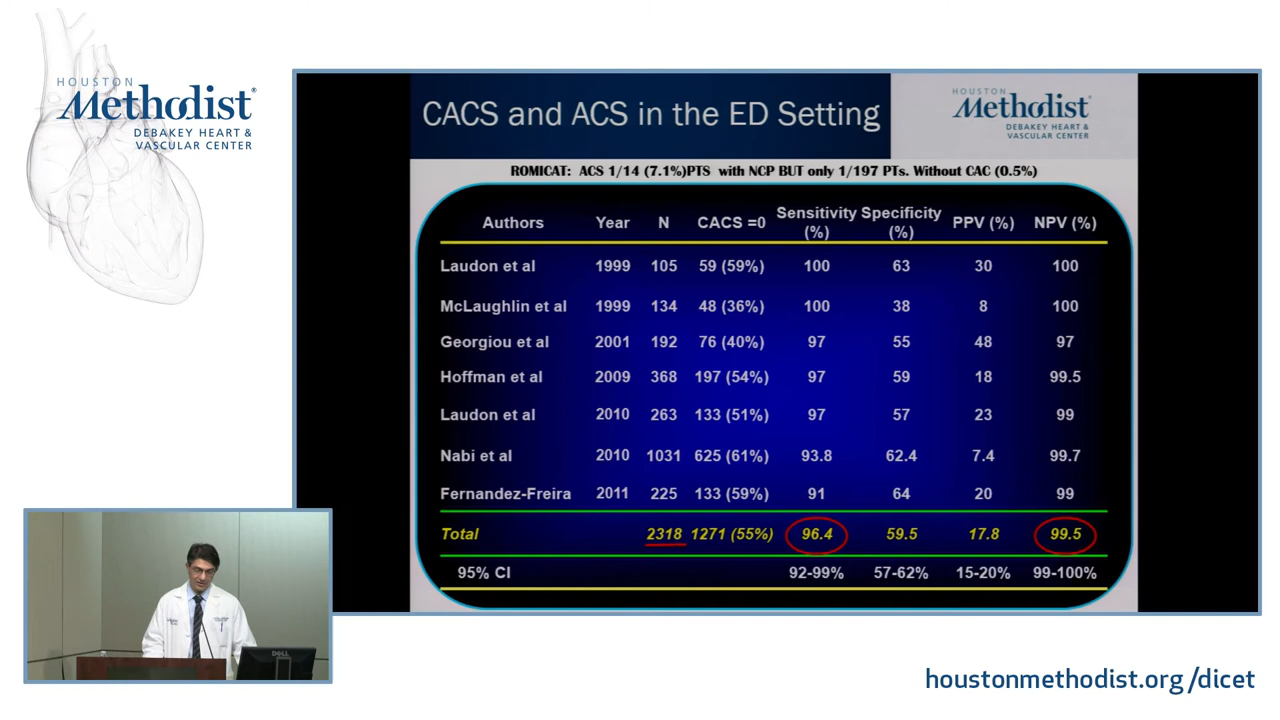 HOUSTON
Methodist®
DEBAKEY HEART &
VASCULAR CENTER
CACS and ACS in the ED Setting
HOUSTON
Methodist
DEBAKEY HEART &
VASCULAR CENTER
ROMICAT: ACS 1/14 (7.1%)PTS with NCP BUT only 1/197 PTs. Without CAC (0.5%)
Authors Year N CACS =0 Sensitivity (%) Specificity (%) PPV (%) NPV (%)
Laudon et al 1999 105 59 (59%) 100 63 30 100
McLaughlin et al 1999 134 48 (36%) 100 38 8 100
Georgiou et al 2001 192 76 (40%) 97 55 48 97
Hoffman et al 2009 368 197 (54%) 97 59 18 99.5
Laudon et al 2010 263 133 (51%) 97 57 23 99
Nabi et al 2010 1031 625 (61%) 93.8 62.4 7.4 99.7
Fernandez-Freira 2011 225 133 (59%) 91 64 20 99
Total 2318 1271 (55%) 96.4 59.5 17.8 99.5
95% CI 92-99% 57-62% 15-20% 99-100%
DELL
houstonmethodist.org/dicet